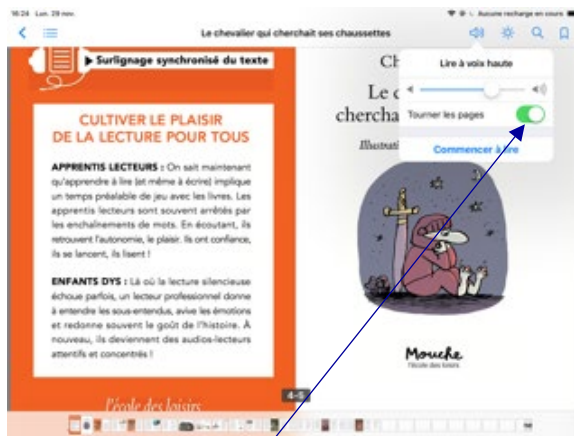 16:24 Lun. 29 nov.
Aucune recharge en cours
Le chevalier qui cherchait ses chaussettes
▶ Surlignage synchronisé du texte
CULTIVER LE PLAISIR
DE LA LECTURE POUR TOUS
APPRENTIS LECTEURS : On sait maintenant
qu'apprendre à lire (et même à écrire) implique
un temps préalable de jeu avec les livres. Les
apprentis lecteurs sont souvent arrêtés par
les enchaînements de mots. En écoutant, ils
retrouvent l'autonomie, le plaisir. Ils ont confiance,
ils se lancent, ils lisent !
ENFANTS DYS : Là où la lecture silencieuse
échoue parfois, un lecteur professionnel donne
à entendre les sous-entendus, avive les émotions
et redonne souvent le goût de l'histoire. À
nouveau, ils deviennent des audios-lecteurs
attentifs et concentrés !
l'école des loisirs
Ch
Le c
chercha
Illustrati
Lire à voix haute
Tourner les pages
Commencer à lire
Mouche
l'école des loisirs
4-5